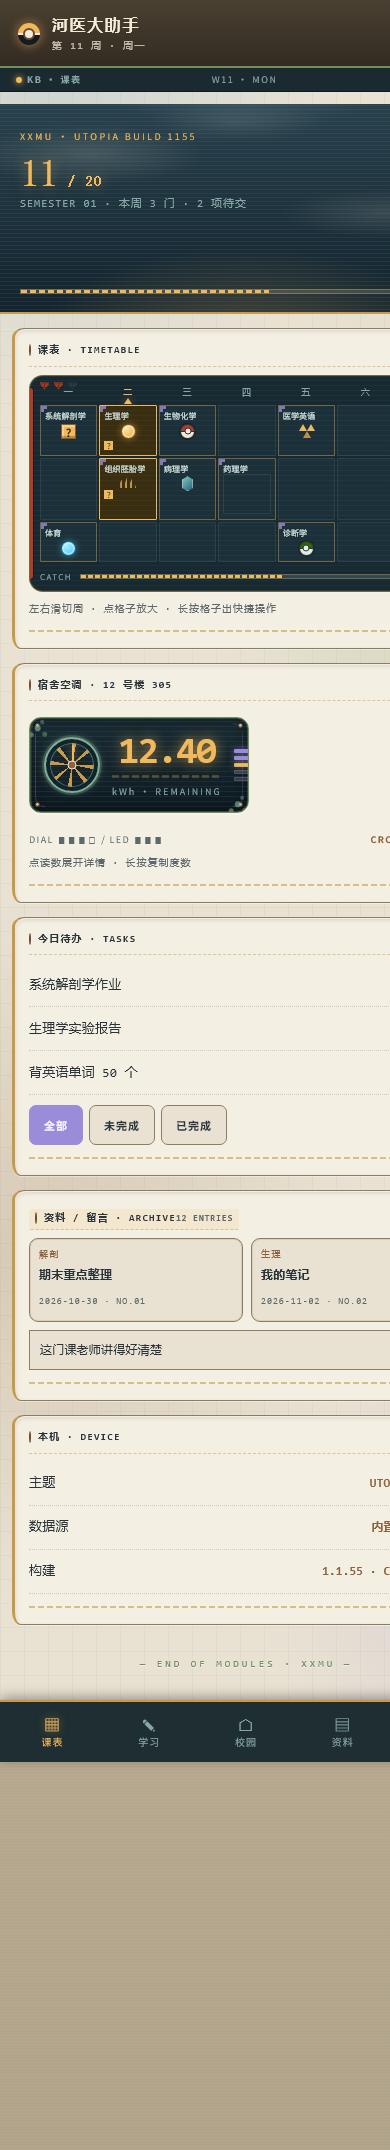 河医大助手
第 11 周 · 周一
KB • 课表
W11 — MON
XXMU • UTOPIA BUILD 1155
11 / 20
SEMESTER 01 · 本周 3 门 · 2 项待交
课表 · TIMETABLE
一 二 三 四 五 六
系统解剖学 生理学 生物化学 医学英语
?
?
组织胚胎学 病理学 药理学
?
体育 诊断学
CATCH
左右滑切周 · 点格子放大 · 长按格子出快捷操作
宿舍空调 · 12 号楼 305
12.40
kWh • REMAINING
DIAL ■■■□ / LED ■■■
点读数展开详情 · 长按复制度数
今日待办 · TASKS
系统解剖学作业
生理学实验报告
背英语单词 50 个
全部 未完成 已完成
资料 / 留言 · ARCHIVE 12 ENTRIES
解剖
期末重点整理
2026-10-30 · NO.01
生理
我的笔记
2026-11-02 · NO.02
这门课老师讲得好清楚
本机 · DEVICE
主题
数据源 内置
构建 1.1.55 ·
— END OF MODULES · XXMU —
课表 学习 校园 资料